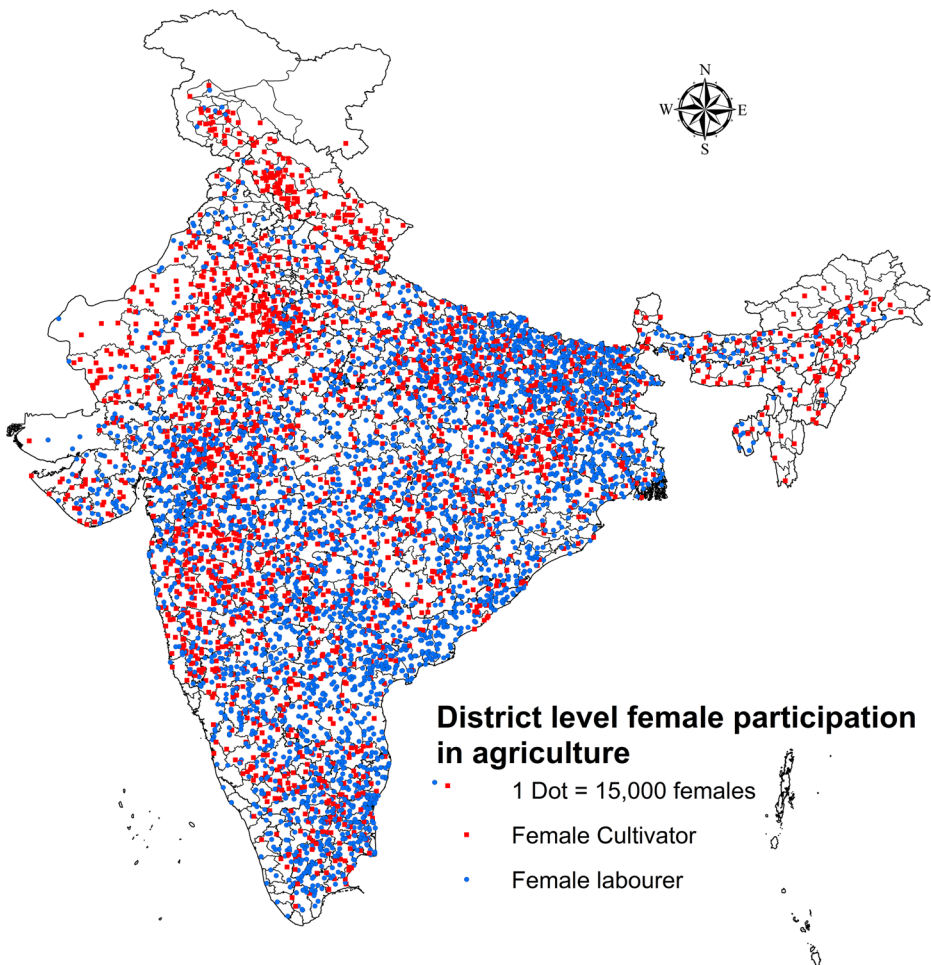 N
W E
S
District level female participation
in agriculture
1 Dot = 15,000 females
Female Cultivator
Female labourer